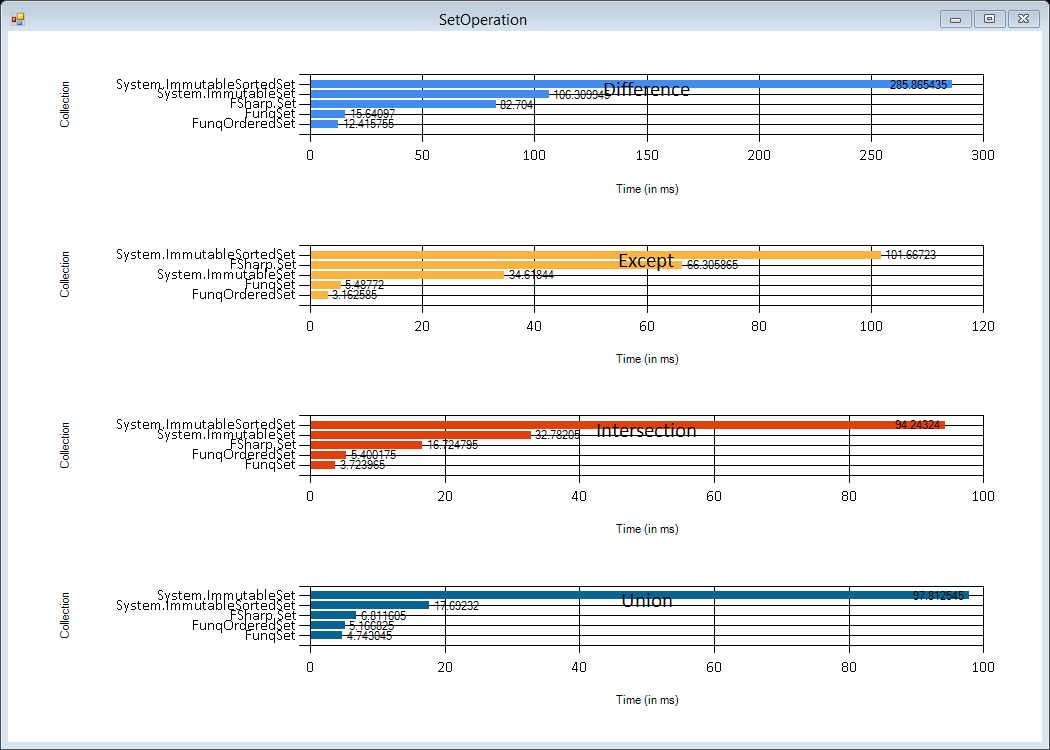 SetOperation
Difference
Collection
System.ImmutableSortedSet 285.865435
System.ImmutableSet 106.309945
FSharp.Set 82.704
FunqSet 15.64097
FunqOrderedSet 12.415755
0 50 100 150 200 250 300
Time (in ms)
Except
Collection
System.ImmutableSortedSet 101.66723
FSharp.Set 66.305865
System.ImmutableSet 34.61844
FunqSet 5.48772
FunqOrderedSet 3.162585
0 20 40 60 80 100 120
Time (in ms)
Intersection
Collection
System.ImmutableSortedSet 94.24324
System.ImmutableSet 32.78205
FSharp.Set 16.724795
FunqOrderedSet 5.400175
FunqSet 3.723965
0 20 40 60 80 100
Time (in ms)
Union
Collection
System.ImmutableSet 97.812545
System.ImmutableSortedSet 17.69232
FSharp.Set 6.811605
FunqOrderedSet 5.166825
FunqSet 4.743045
0 20 40 60 80 100
Time (in ms)